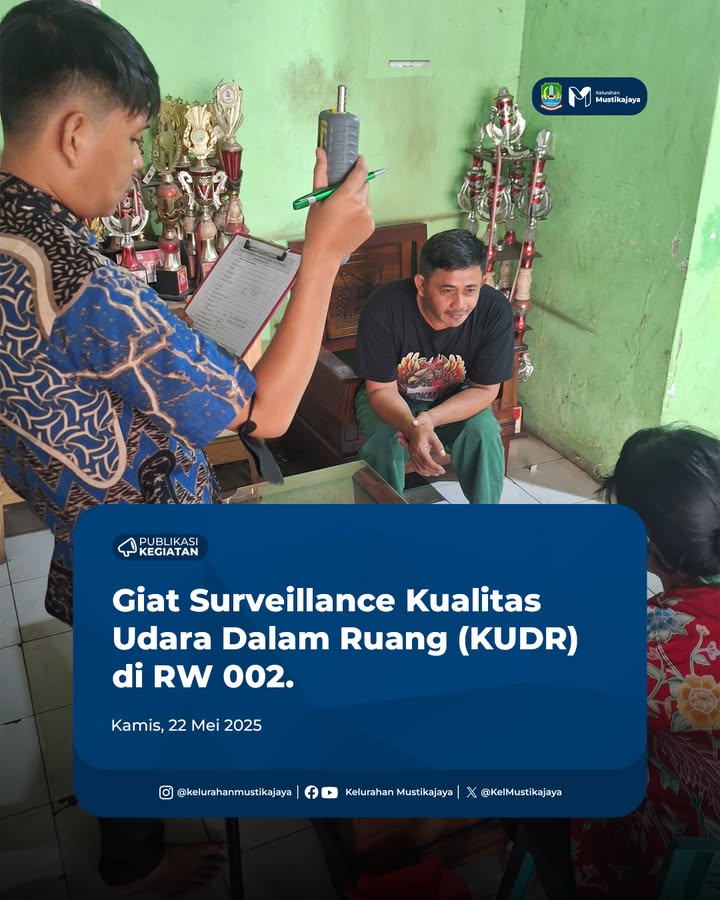 Kelurahan
Mustikajaya
PUBLIKASI
KEGIATAN
Giat Surveillance Kualitas
Udara Dalam Ruang (KUDR)
di RW 002.
Kamis, 22 Mei 2025
@kelurahanmustikajaya | Kelurahan Mustikajaya | @KelMustikajaya